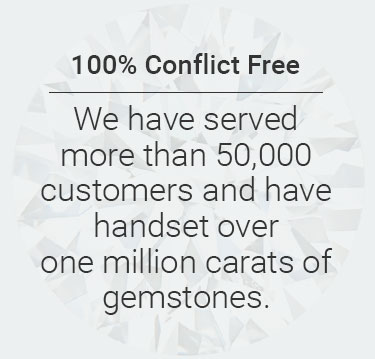 100% Conflict Free
We have served
more than 50,000
customers and have
handset over
one million carats of
gemstones.